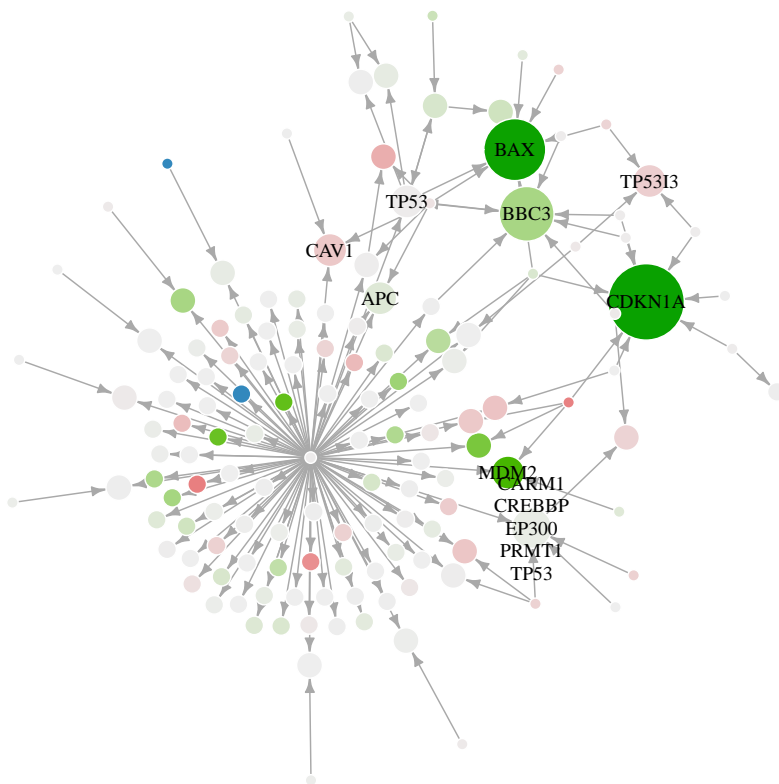 BAX
TP53I3
TP53
BBC3
CAV1
APC
CDKN1A
MDM2
CARM1
CREBBP
EP300
PRMT1
TP53